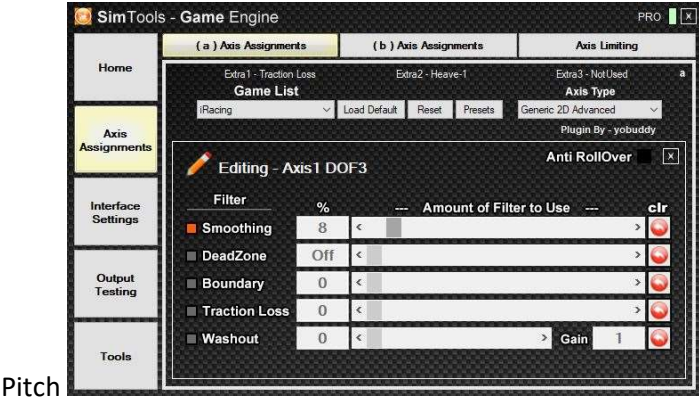 SimTools - Game Engine PRO x
( a ) Axis Assignments ( b ) Axis Assignments Axis Limiting
Home
Extra1 - Traction Loss Extra2 - Heave-1 Extra3 - NotUsed a
Game List Axis Type
iRacing Load Default Reset Presets Generic 2D Advanced
Plugin By - yobuddy
Axis Assignments
Editing - Axis1 DOF3 Anti RollOver x
Filter % --- Amount of Filter to Use --- clr
Interface Settings
Smoothing 8 < >
DeadZone Off < >
Boundary 0 < >
Output Testing
Traction Loss 0 < >
Washout 0 < > Gain 1
Tools
Pitch